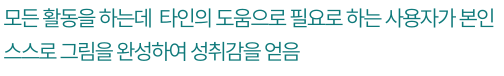 모든 활동을 하는데 타인의 도움으로 필요로 하는 사용자가 본인
스스로 그림을 완성하여 성취감을 얻음